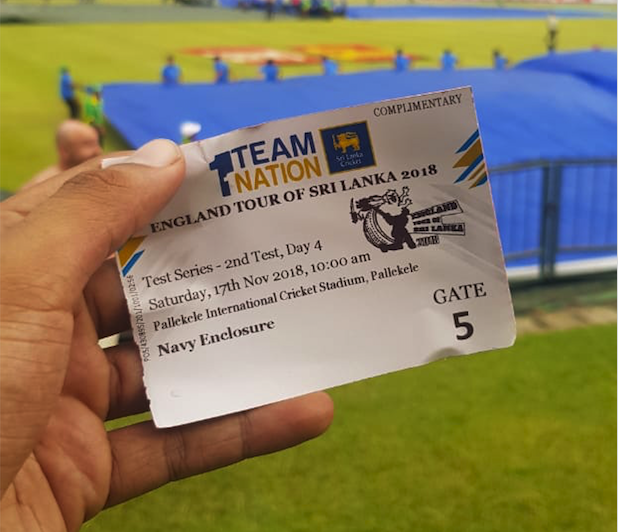 COMPLIMENTARY
1 TEAM
NATION
Sri Lanka
Cricket
ENGLAND TOUR OF SRI LANKA 2018
ENGLAND
TOUR OF
SRI LANKA
2018
Test Series - 2nd Test, Day 4
Saturday, 17th Nov 2018, 10:00 am
Pallekele International Cricket Stadium, Pallekele
Navy Enclosure
GATE
5